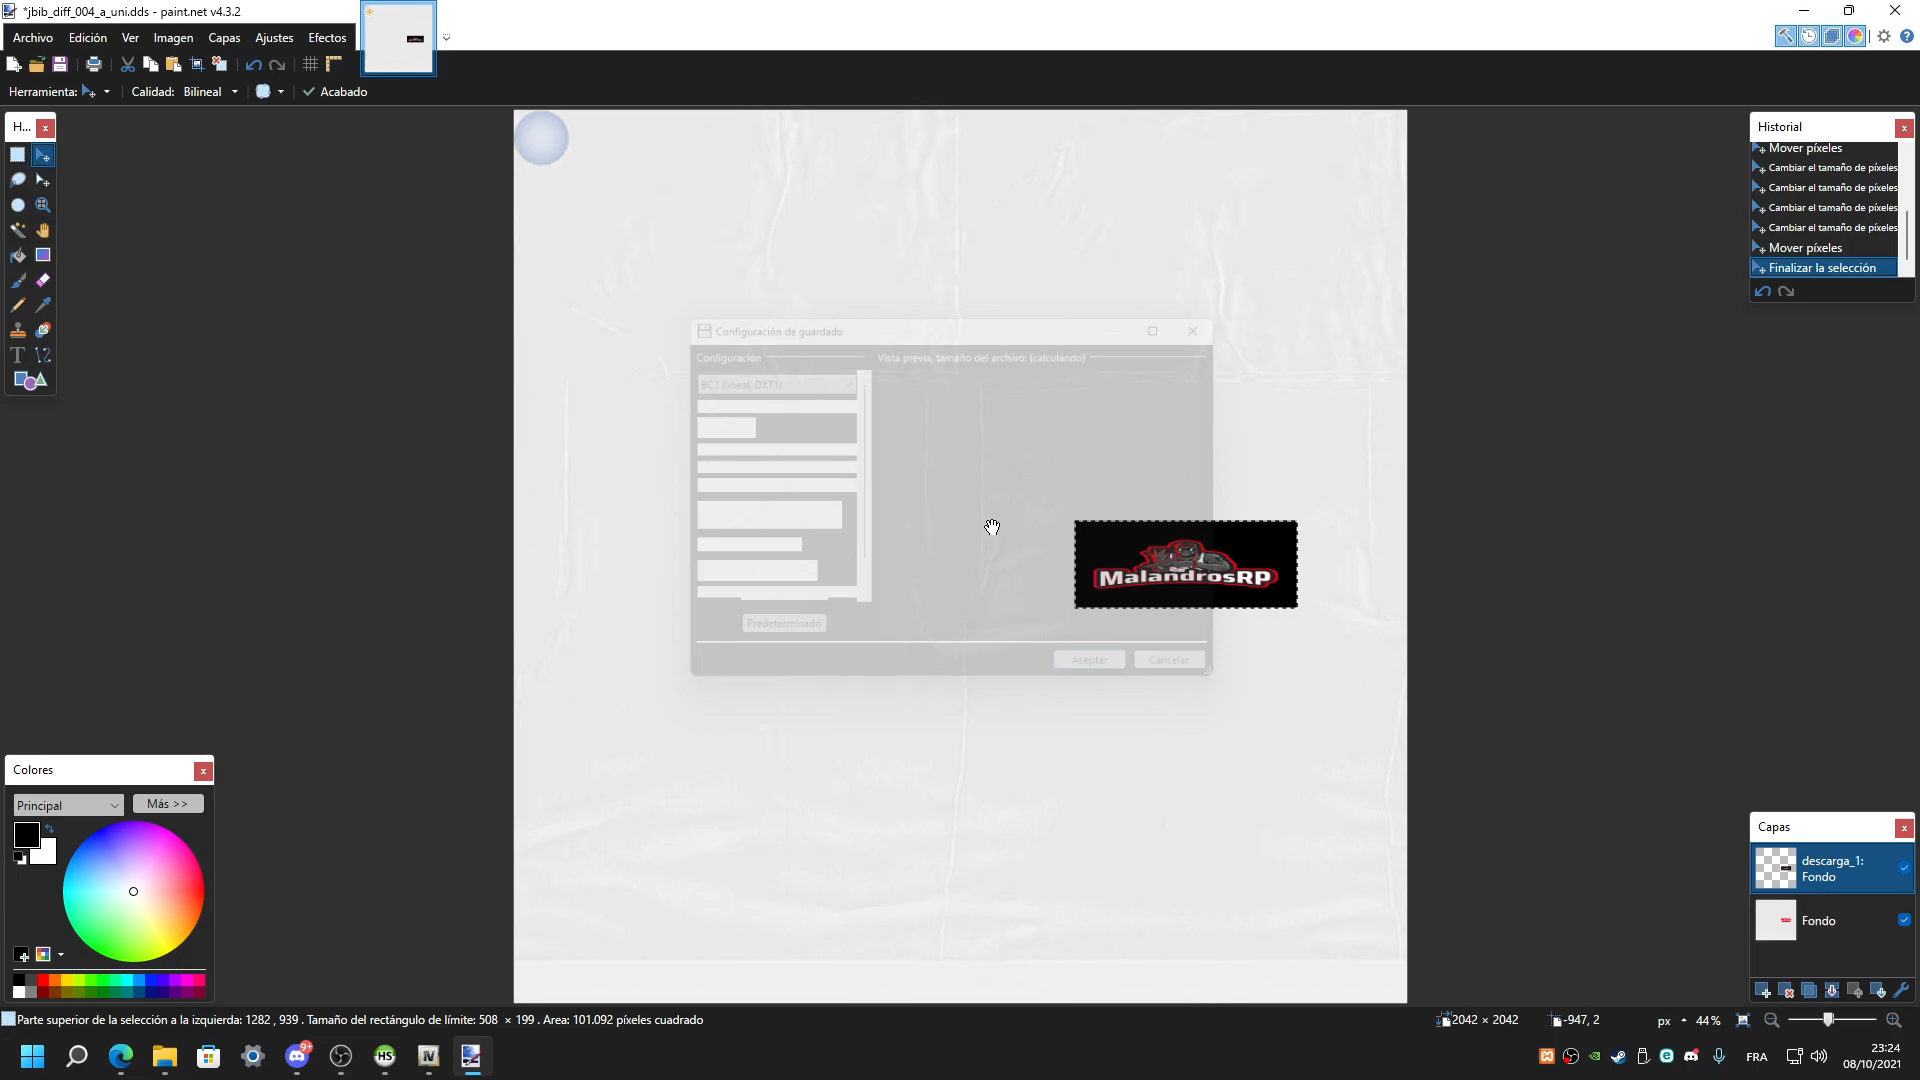 *jbib_diff_004_a_uni.dds - paint.net v4.3.2
Archivo Edición Ver Imagen Capas Ajustes Efectos
Herramienta: Calidad: Bilineal Acabado
H...
Historial
Mover píxeles
Cambiar el tamaño de píxeles
Cambiar el tamaño de píxeles
Cambiar el tamaño de píxeles
Cambiar el tamaño de píxeles
Mover píxeles
Finalizar la selección
Configuración de guardado
Configuración
Vista previa, tamaño del archivo: (calculando)
BC1 (lineal, DXT1)
Predeterminado
Aceptar Cancelar
MalandrosRP
Colores
Principal
Más >>
Capas
descarga_1:
Fondo
Fondo
Parte superior de la selección a la izquierda: 1282 , 939 . Tamaño del rectángulo de límite: 508 × 199 . Area: 101.092 píxeles cuadrado
2042 × 2042
-947, 2
px
44%
9+
HS
IV
FRA
23:24
08/10/2021